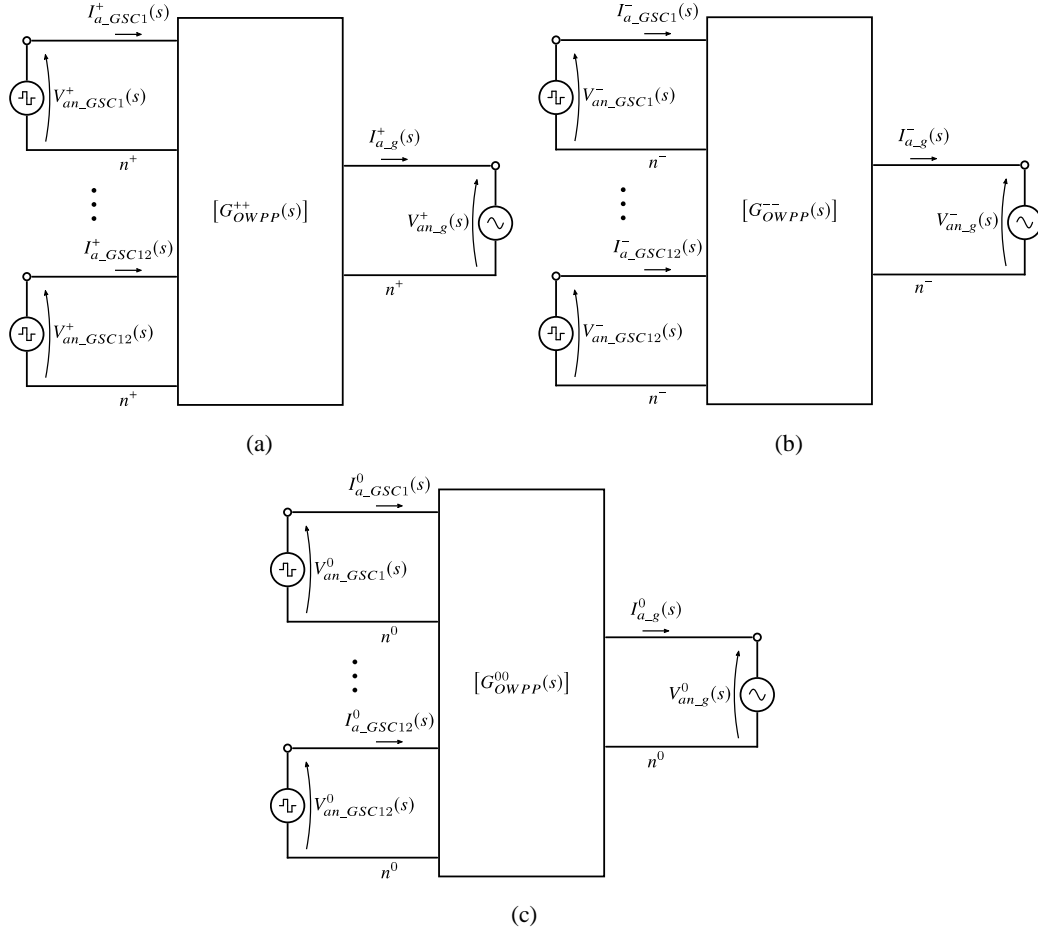 I⁺a_GSC1(s)
V⁺an_GSC1(s)
n⁺
I⁺a_GSC12(s)
V⁺an_GSC12(s)
n⁺
[G⁺⁺OWPP(s)]
I⁺a_g(s)
V⁺an_g(s)
n⁺
(a)
I⁻a_GSC1(s)
V⁻an_GSC1(s)
n⁻
I⁻a_GSC12(s)
V⁻an_GSC12(s)
n⁻
[G⁻⁻OWPP(s)]
I⁻a_g(s)
V⁻an_g(s)
n⁻
(b)
I⁰a_GSC1(s)
V⁰an_GSC1(s)
n⁰
I⁰a_GSC12(s)
V⁰an_GSC12(s)
n⁰
[G⁰⁰OWPP(s)]
I⁰a_g(s)
V⁰an_g(s)
n⁰
(c)